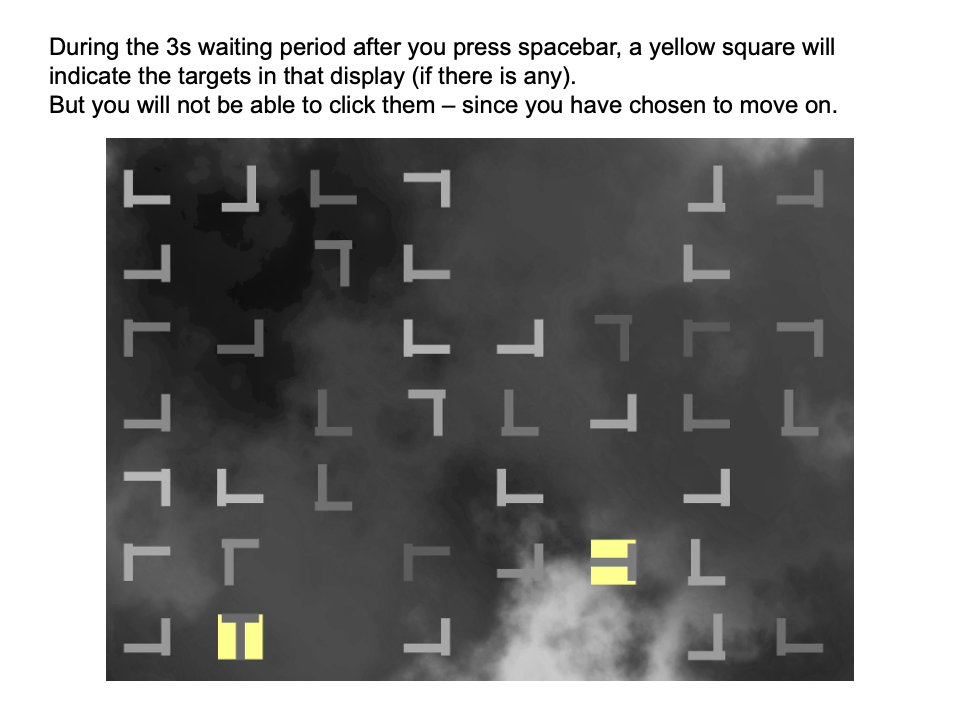 During the 3s waiting period after you press spacebar, a yellow square will
indicate the targets in that display (if there is any).
But you will not be able to click them – since you have chosen to move on.